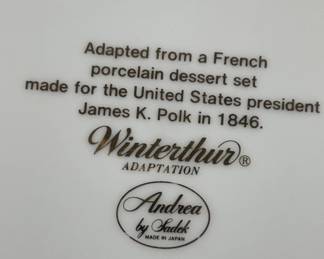 Adapted from a French
porcelain dessert set
made for the United States president
James K. Polk in 1846.
Winterthur®
ADAPTATION
Andrea
by Sadek
MADE IN JAPAN